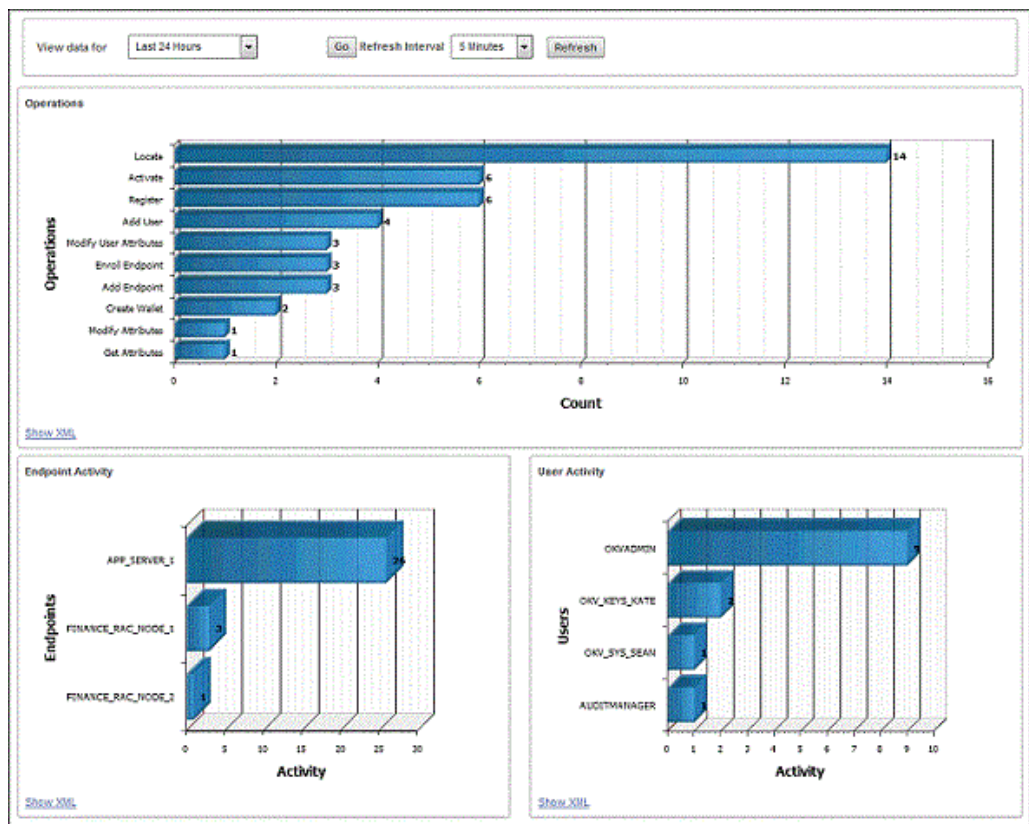 View data for Last 24 Hours Go Refresh Interval 5 Minutes Refresh
Operations
Locate 14
Activate 6
Register 6
Add User 4
Modify User Attributes 3
Enroll Endpoint 3
Add Endpoint 3
Create Wallet 2
Modify Attributes 1
Get Attributes 1
Operations
0 2 4 6 8 10 12 14 16
Count
Show XML
Endpoint Activity
APP_SERVER_1 26
FINANCE_RAC_NODE_1 3
FINANCE_RAC_NODE_2 1
Endpoints
0 5 10 15 20 25 30
Activity
Show XML
User Activity
OKVADMIN 9
OKV_KEYS_KATE 2
OKV_SYS_SEAN 1
AUDITMANAGER 1
Users
0 1 2 3 4 5 6 7 8 9 10
Activity
Show XML